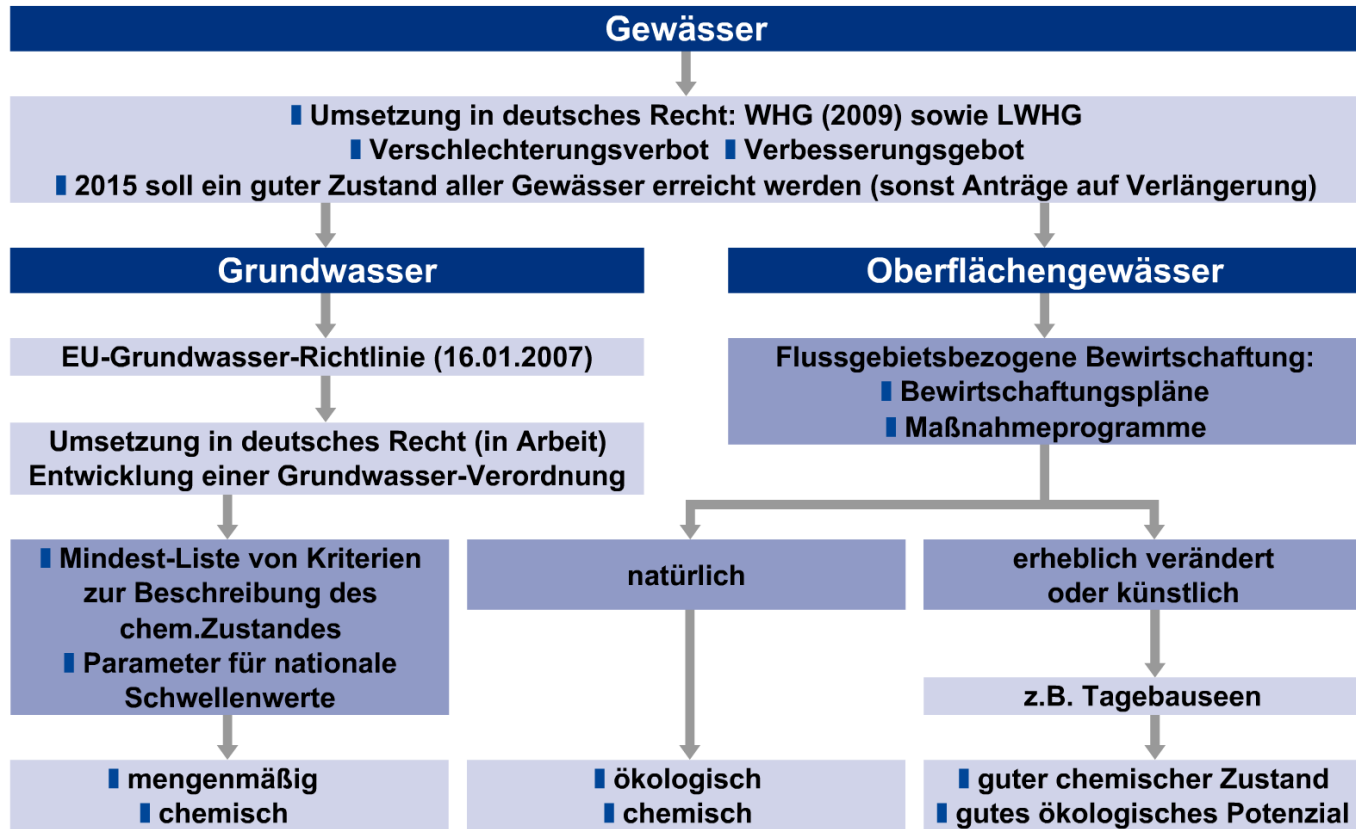 Gewässer
Umsetzung in deutsches Recht: WHG (2009) sowie LWHG
Verschlechterungsverbot Verbesserungsgebot
2015 soll ein guter Zustand aller Gewässer erreicht werden (sonst Anträge auf Verlängerung)
Grundwasser
EU-Grundwasser-Richtlinie (16.01.2007)
Umsetzung in deutsches Recht (in Arbeit)
Entwicklung einer Grundwasser-Verordnung
Mindest-Liste von Kriterien
zur Beschreibung des
chem.Zustandes
Parameter für nationale
Schwellenwerte
mengenmäßig
chemisch
Oberflächengewässer
Flussgebietsbezogene Bewirtschaftung:
Bewirtschaftungspläne
Maßnahmeprogramme
natürlich
ökologisch
chemisch
erheblich verändert
oder künstlich
z.B. Tagebauseen
guter chemischer Zustand
gutes ökologisches Potenzial